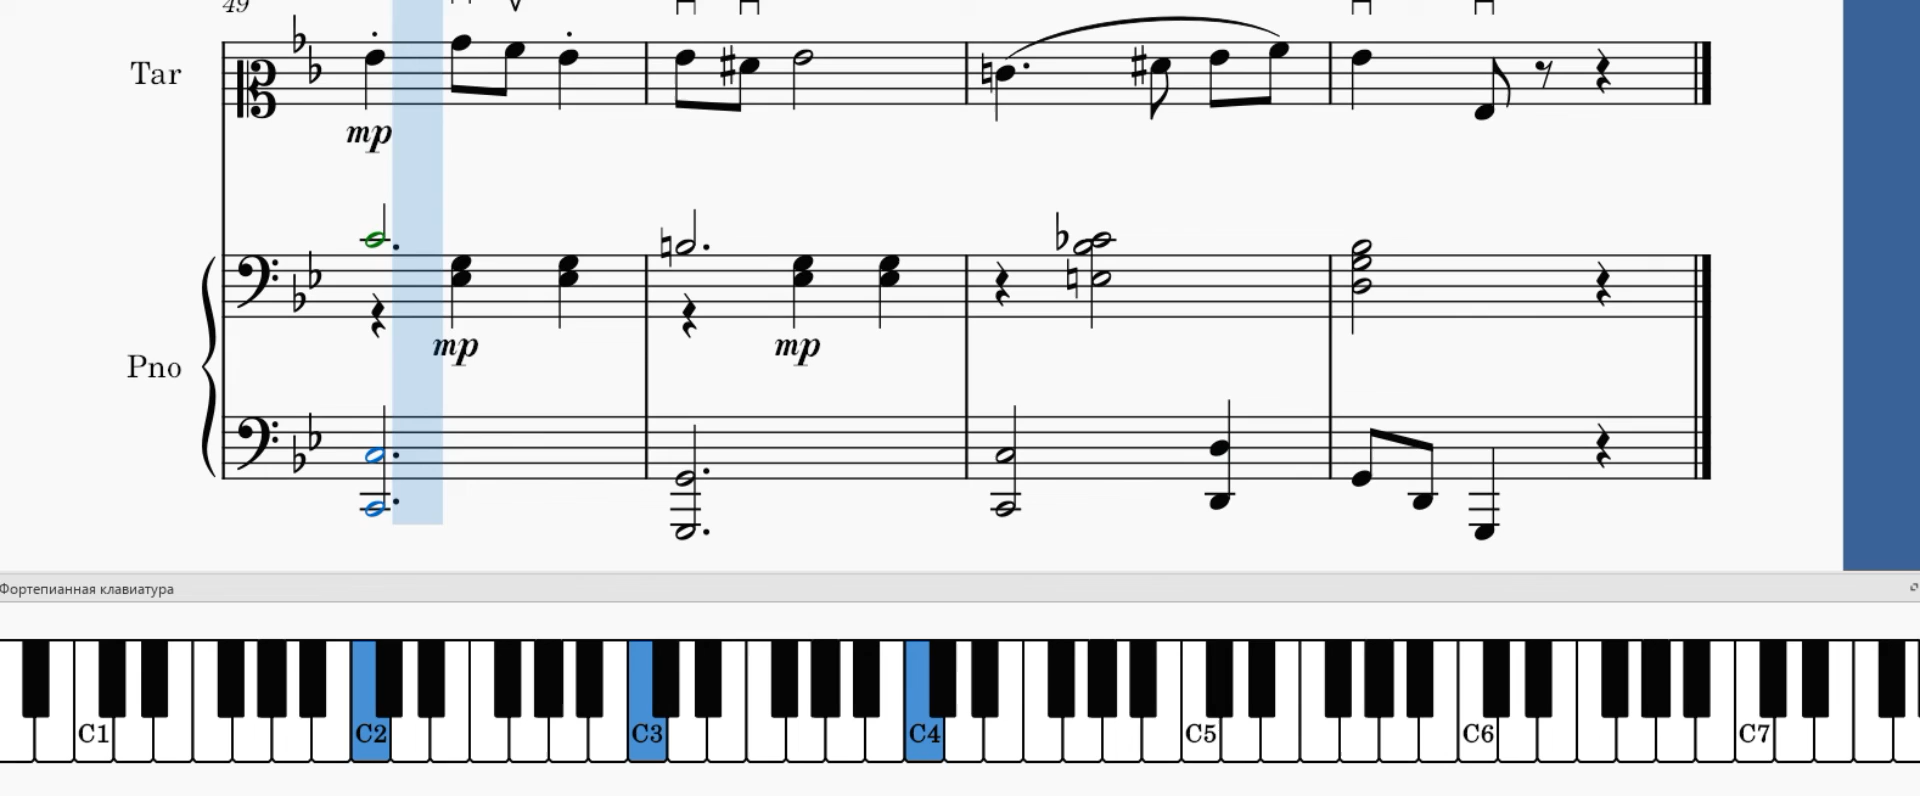 49
Tar
mp
mp
mp
Pno
Фортепианная клавиатура
C1 C2 C3 C4 C5 C6 C7